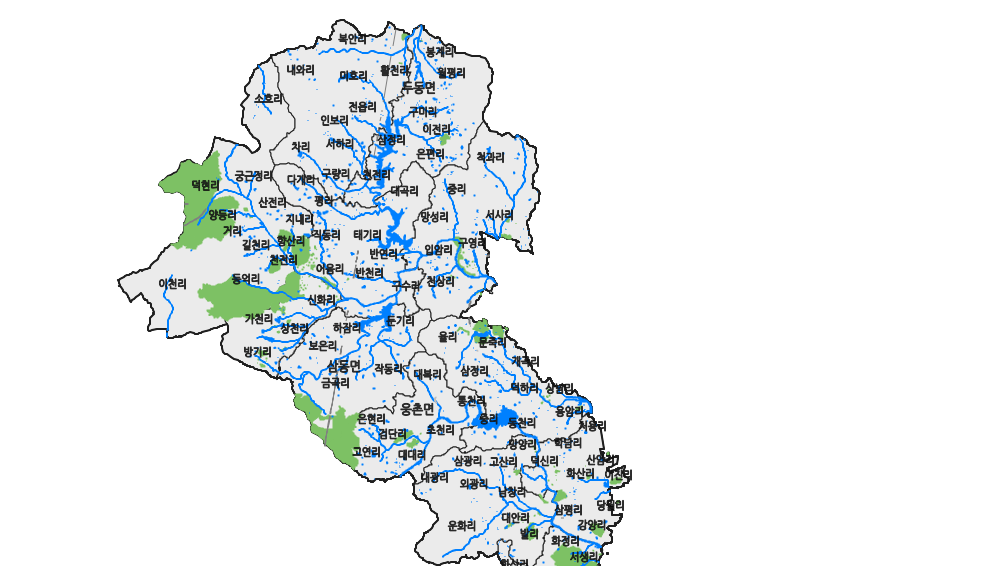 복안리
봉계리
내와리
미호리
활천리
월평리
두동면
소호리
전읍리
구미리
인보리
이전리
차리
서하리
삼정리
은편리
척과리
궁근정리
다개리
구량리
천전리
덕현리
대곡리
중리
산전리
평리
양등리
지내리
망성리
서사리
거리
직동리
태기리
길천리
향산리
입암리
구영리
반연리
천전리
이천리
등억리
어음리
반천리
구수리
천상리
신화리
가천리
상천리
하잠리
둔기리
방기리
보은리
율리
문죽리
삼동면
작동리
대복리
삼정리
개곡리
금곡리
덕하리
상남리
웅촌면
통천리
용암리
은현리
중리
동천리
처용리
검단리
초천리
고연리
대대리
망양리
학남리
삼광리
고산리
덕신리
신암리
대광리
외광리
화산리
이진리
남창리
당월리
삼평리
운화리
대안리
강양리
발리
화정리
서생리
화산리